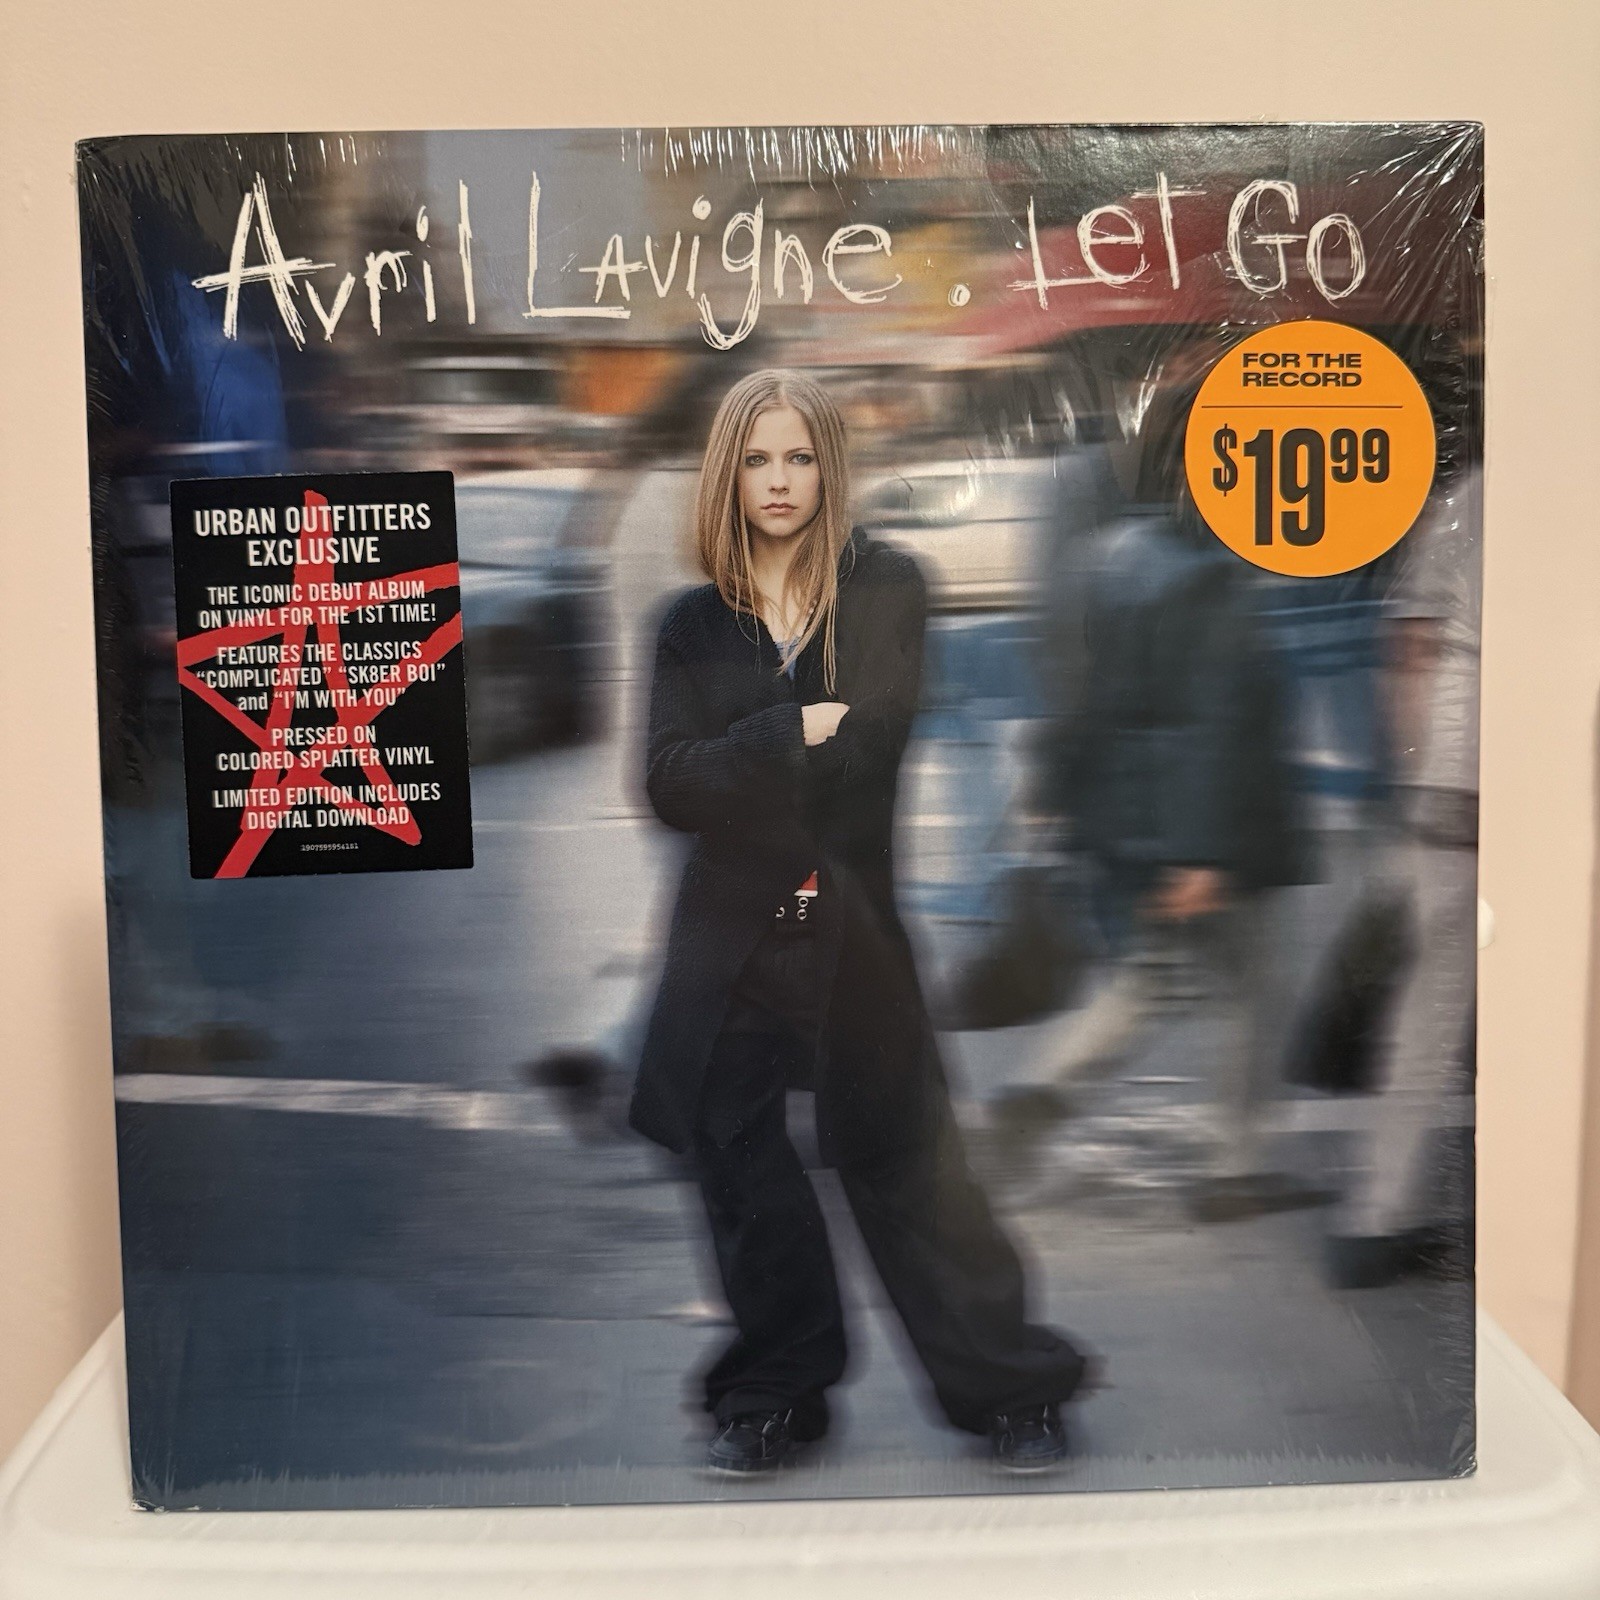 Avril Lavigne. Let Go
FOR THE
RECORD
$19.99
URBAN OUTFITTERS
EXCLUSIVE
THE ICONIC DEBUT ALBUM
ON VINYL FOR THE 1ST TIME!
FEATURES THE CLASSICS
"COMPLICATED" "SK8ER BOI"
and "I'M WITH YOU"
PRESSED ON
COLORED SPLATTER VINYL
LIMITED EDITION INCLUDES
DIGITAL DOWNLOAD